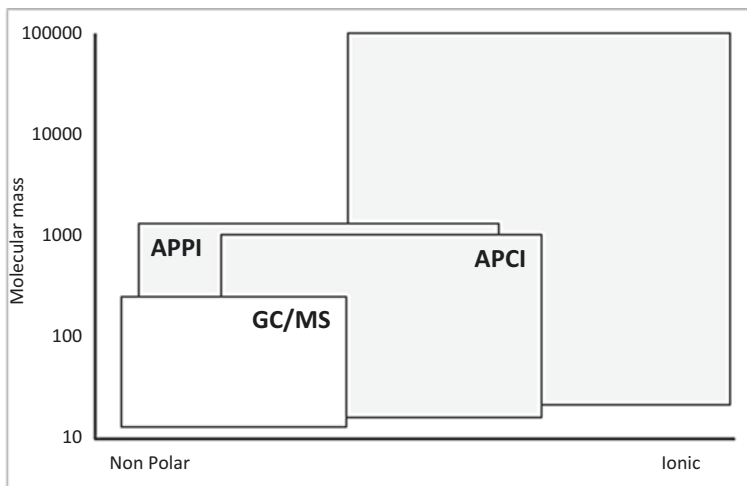 100000
10000
1000
100
10
Molecular mass
APPI
APCI
GC/MS
Non Polar
Ionic